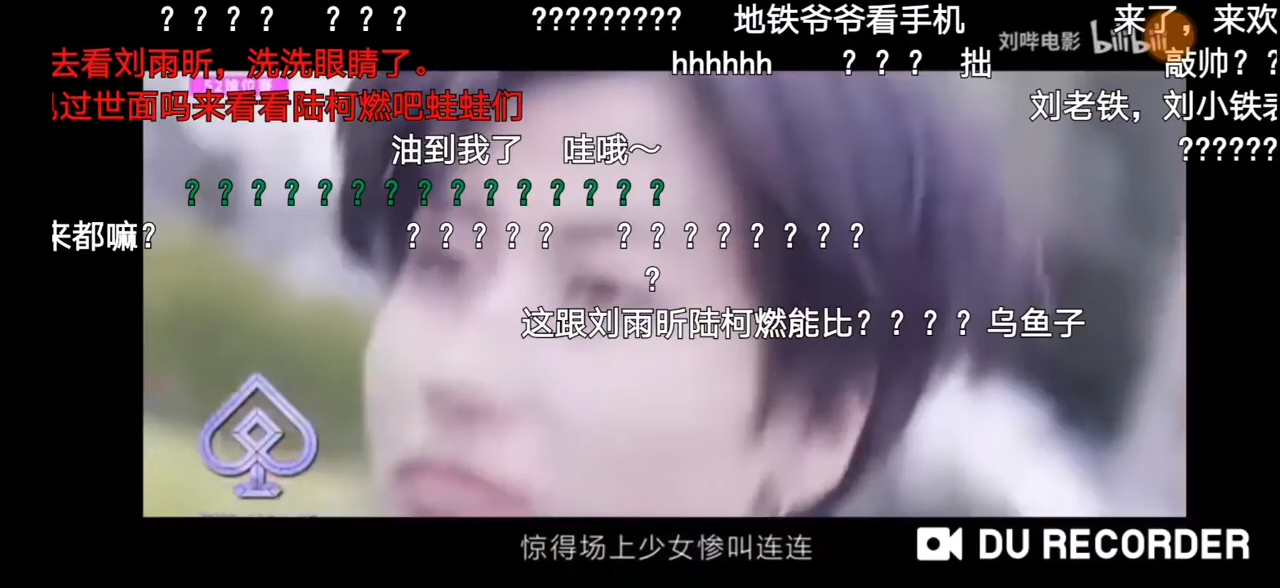 ？？？？ ？？？ ????????? 地铁爷爷看手机 来了，来欢
刘哔电影 bilibili
去看刘雨昕，洗洗眼睛了。 hhhhhh ？？？ 拙 敲帅？?
过世面吗来看看陆柯燃吧蛙蛙们 刘老铁，刘小铁表
油到我了 哇哦～ ??????
？？？？？？？？？？？？？？？
来都嘛？ ？？？？？ ？？？？？？？？
？
这跟刘雨昕陆柯燃能比？？？？ 乌鱼子
惊得场上少女惨叫连连
DU RECORDER